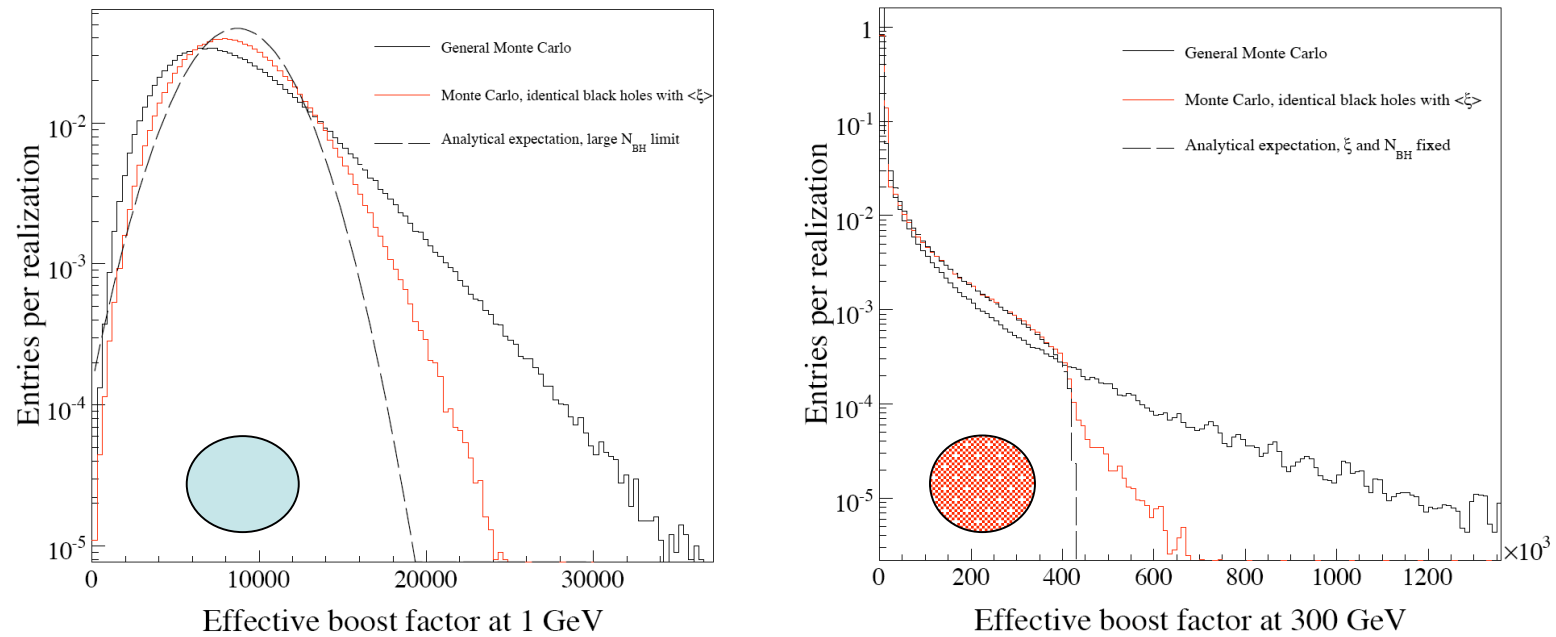 General Monte Carlo
Monte Carlo, identical black holes with <ξ>
Analytical expectation, large N_BH limit
Entries per realization
10^-2
10^-3
10^-4
10^-5
0
10000
20000
30000
Effective boost factor at 1 GeV
General Monte Carlo
Monte Carlo, identical black holes with <ξ>
Analytical expectation, ξ and N_BH fixed
Entries per realization
1
10^-1
10^-2
10^-3
10^-4
10^-5
0
200
400
600
800
1000
1200
×10^3
Effective boost factor at 300 GeV